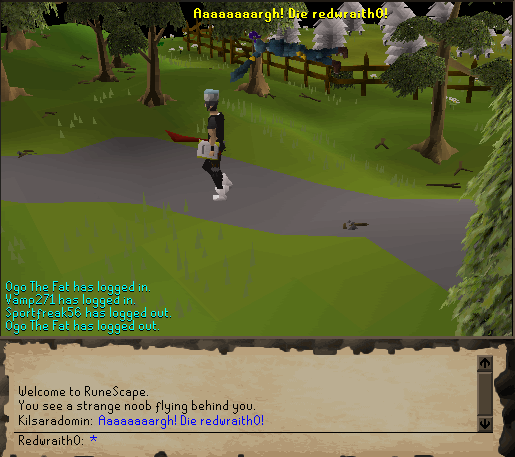 Aaaaaaaargh! Die redwraith0!
Ogo The Fat has logged in.
Vamp271 has logged in.
Sportfreak56 has logged out.
Ogo The Fat has logged out.
Welcome to RuneScape.
You see a strange noob flying behind you.
Kilsaradomin: Aaaaaaaargh! Die redwraith0!
Redwraith0: *